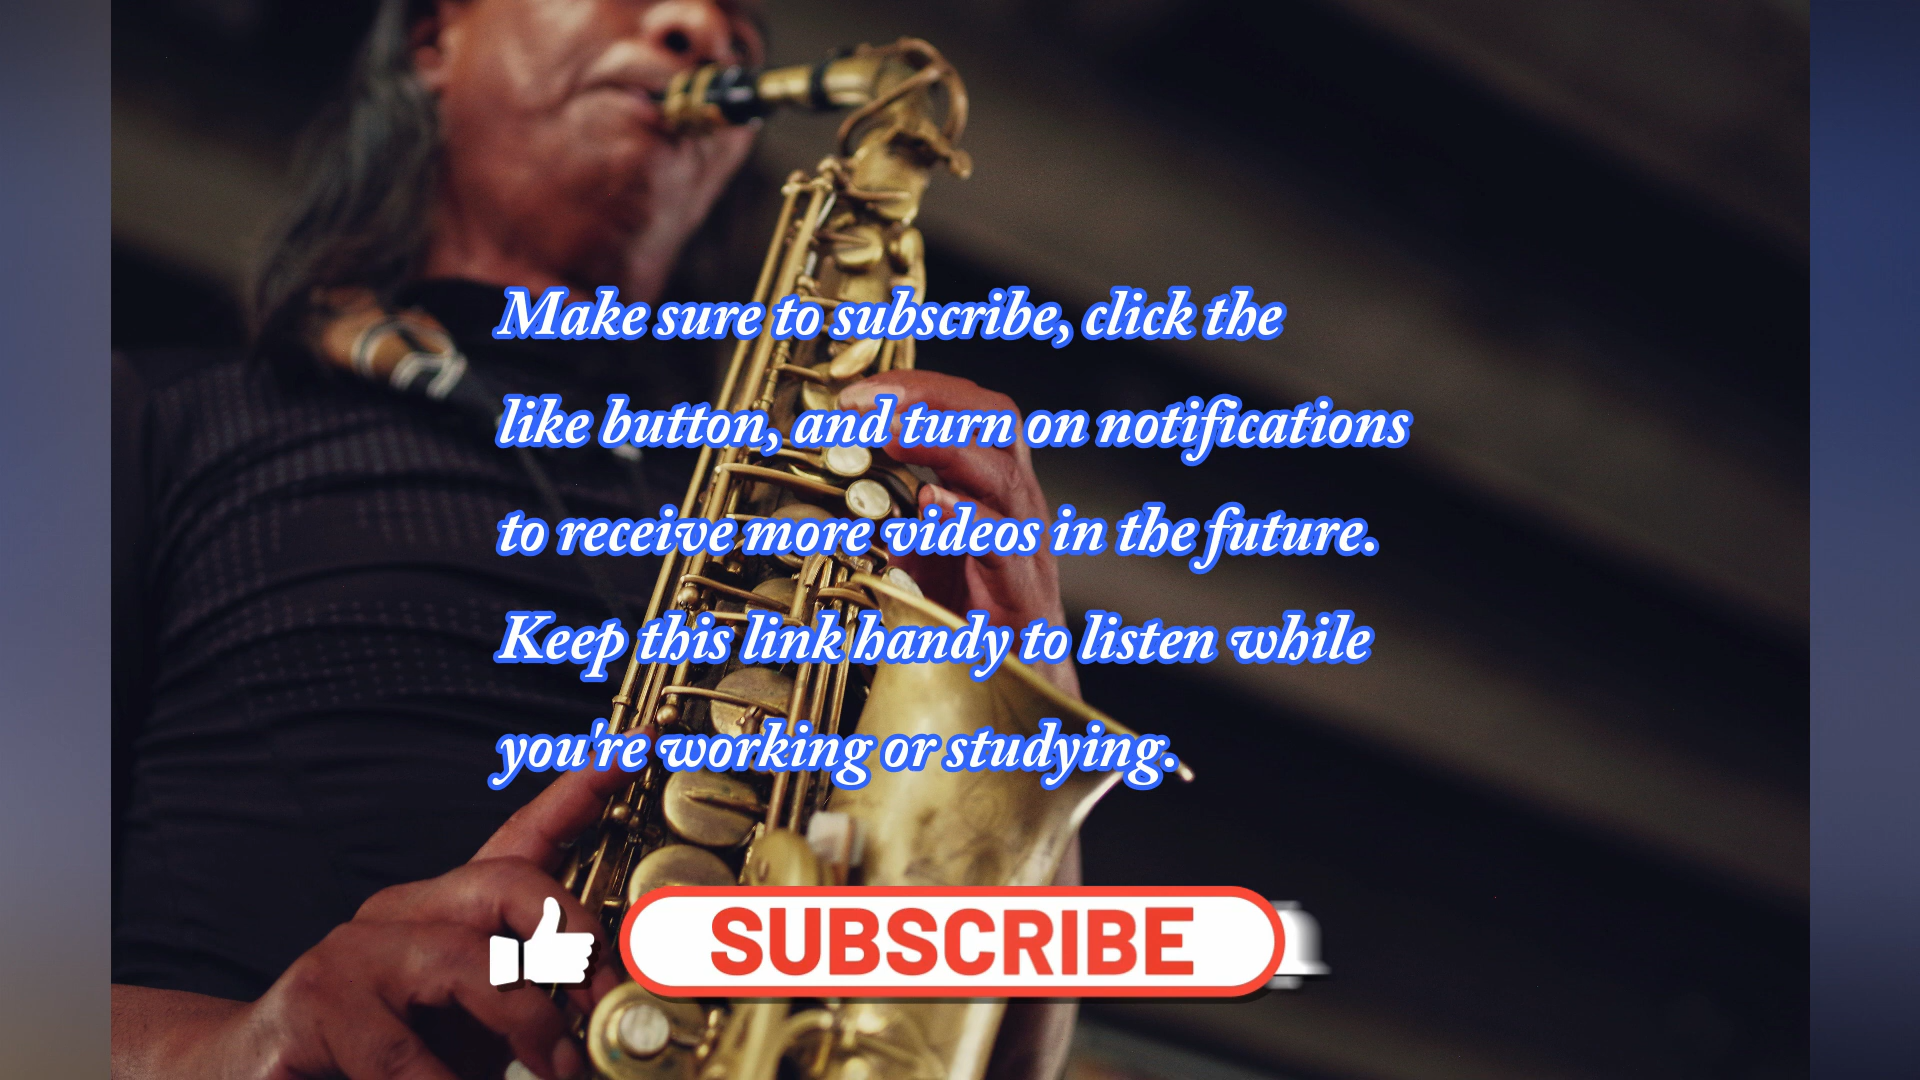 Make sure to subscribe, click the
like button, and turn on notifications
to receive more videos in the future.
Keep this link handy to listen while
you're working or studying.
SUBSCRIBE